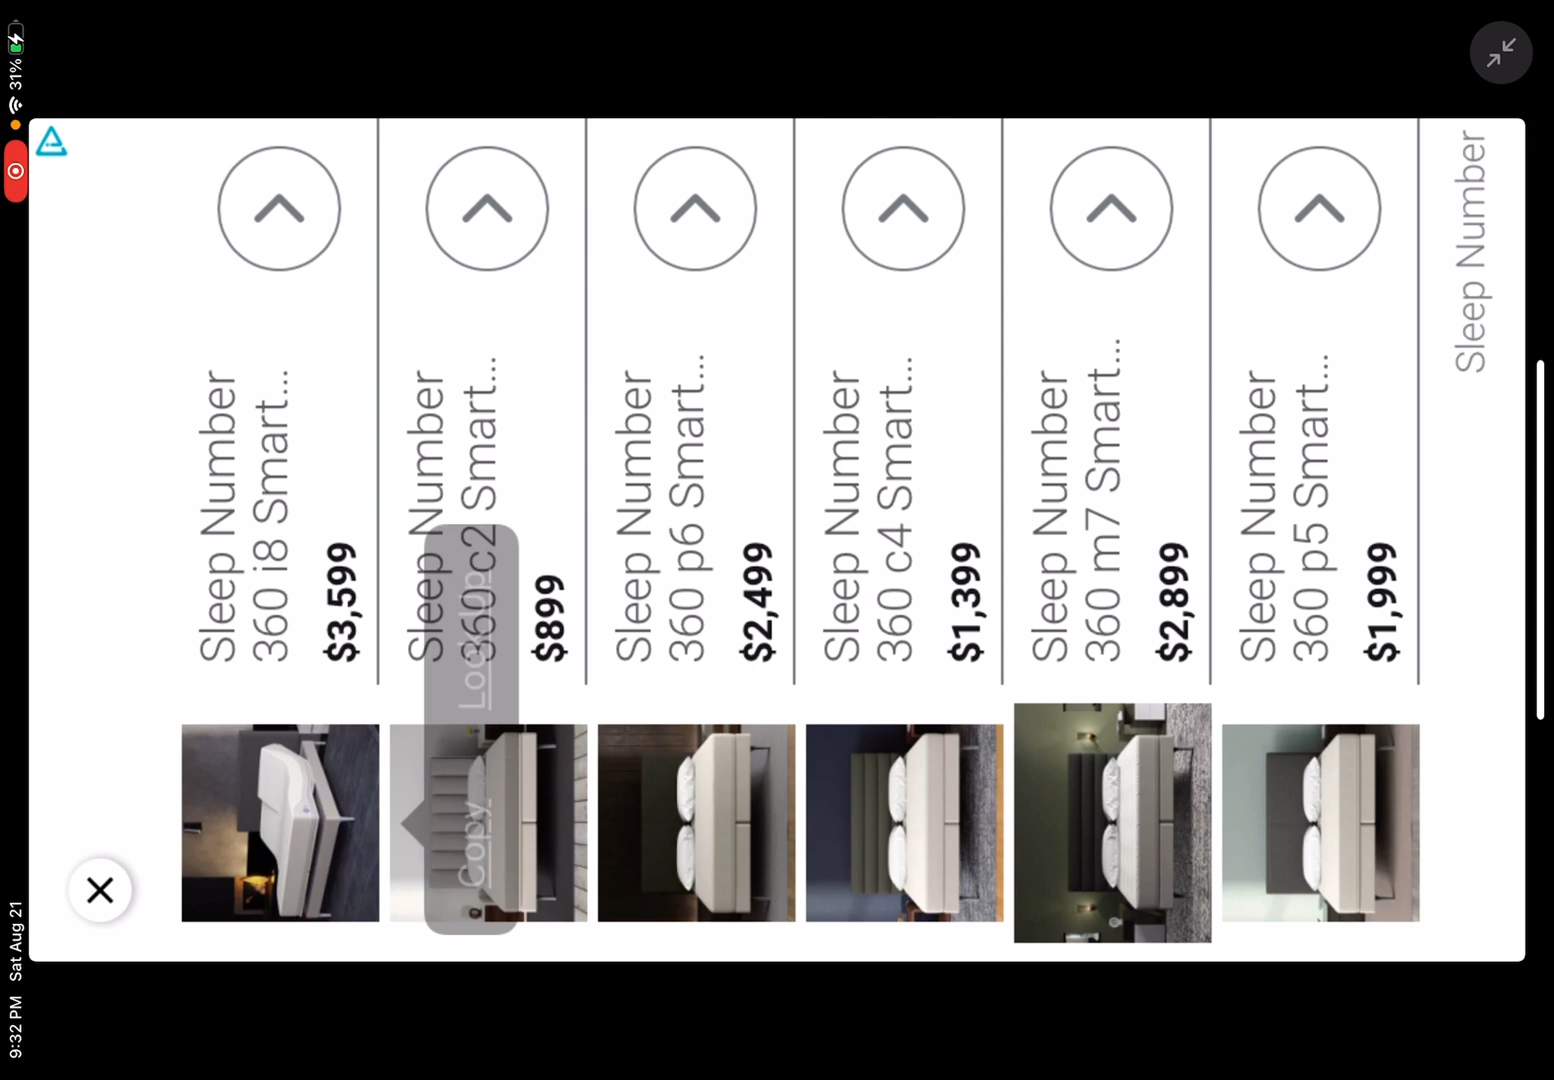 9:32 PM Sat Aug 21
31%
Sleep Number
360 i8 Smart...
$3,599
Sleep Number
360 c2 Smart...
$899
Copy
Look Up
Sleep Number
360 p6 Smart...
$2,499
Sleep Number
360 c4 Smart...
$1,399
Sleep Number
360 m7 Smart...
$2,899
Sleep Number
360 p5 Smart...
$1,999
Sleep Number